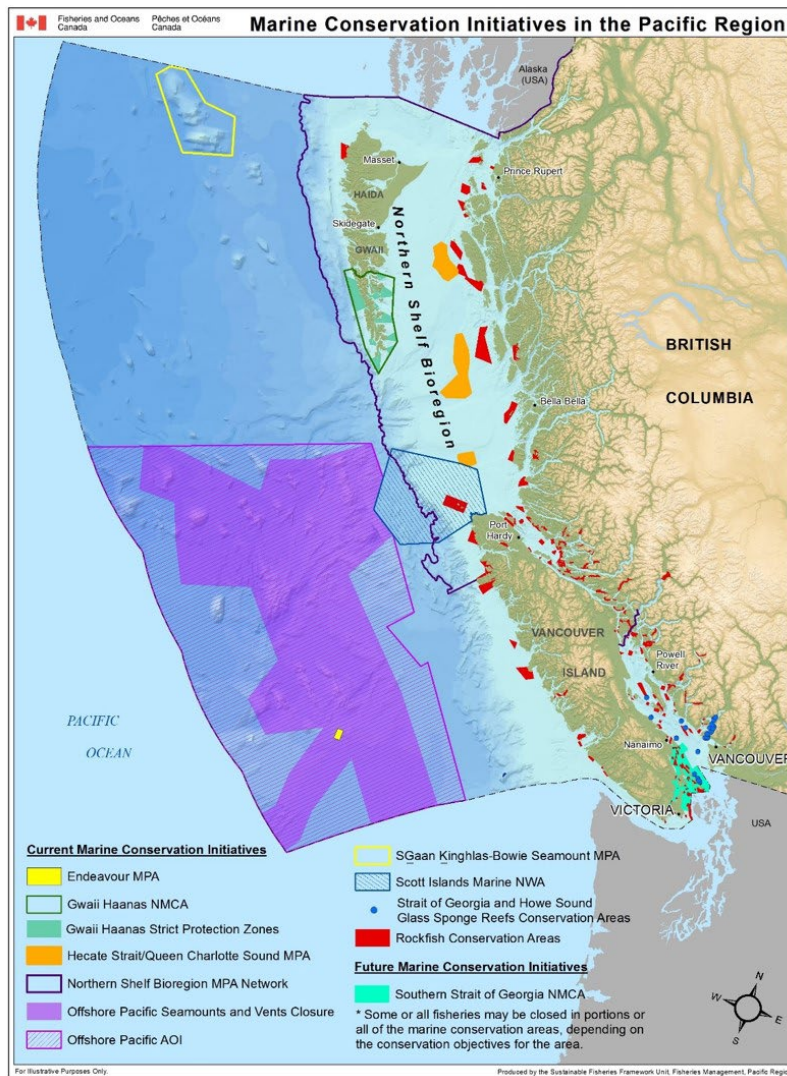 Fisheries and Oceans
Canada
Pêches et Océans
Canada
Marine Conservation Initiatives in the Pacific Region
Alaska
(USA)
Masset
Prince Rupert
HAIDA
Skidegate
GWAII
Northern Shelf Bioregion
BRITISH
COLUMBIA
Bella Bella
Port
Hardy
VANCOUVER
ISLAND
Powell
River
PACIFIC
OCEAN
Nanaimo
VANCOUVER
VICTORIA
USA
Current Marine Conservation Initiatives
Endeavour MPA
Gwaii Haanas NMCA
Gwaii Haanas Strict Protection Zones
Hecate Strait/Queen Charlotte Sound MPA
Northern Shelf Bioregion MPA Network
Offshore Pacific Seamounts and Vents Closure
Offshore Pacific AOI
SG̲aan K̲inghlas-Bowie Seamount MPA
Scott Islands Marine NWA
Strait of Georgia and Howe Sound
Glass Sponge Reefs Conservation Areas
Rockfish Conservation Areas
Future Marine Conservation Initiatives
Southern Strait of Georgia NMCA
* Some or all fisheries may be closed in portions or
all of the marine conservation areas, depending on
the conservation objectives for the area.
N
W
E
S
For Illustrative Purposes Only.
Produced by the Sustainable Fisheries Framework Unit, Fisheries Management, Pacific Regio